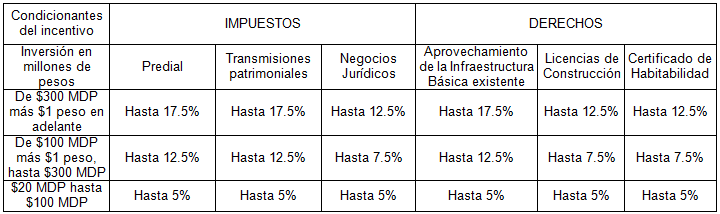 Condicionantes
del incentivo
IMPUESTOS
DERECHOS
Inversión en
millones de
pesos
Predial
Transmisiones
patrimoniales
Negocios
Jurídicos
Aprovechamiento
de la Infraestructura
Básica existente
Licencias de
Construcción
Certificado de
Habitabilidad
De $300 MDP
más $1 peso en
adelante
Hasta 17.5%
Hasta 17.5%
Hasta 12.5%
Hasta 17.5%
Hasta 12.5%
Hasta 12.5%
De $100 MDP
más $1 peso,
hasta $300 MDP
Hasta 12.5%
Hasta 12.5%
Hasta 7.5%
Hasta 12.5%
Hasta 7.5%
Hasta 7.5%
$20 MDP hasta
$100 MDP
Hasta 5%
Hasta 5%
Hasta 5%
Hasta 5%
Hasta 5%
Hasta 5%